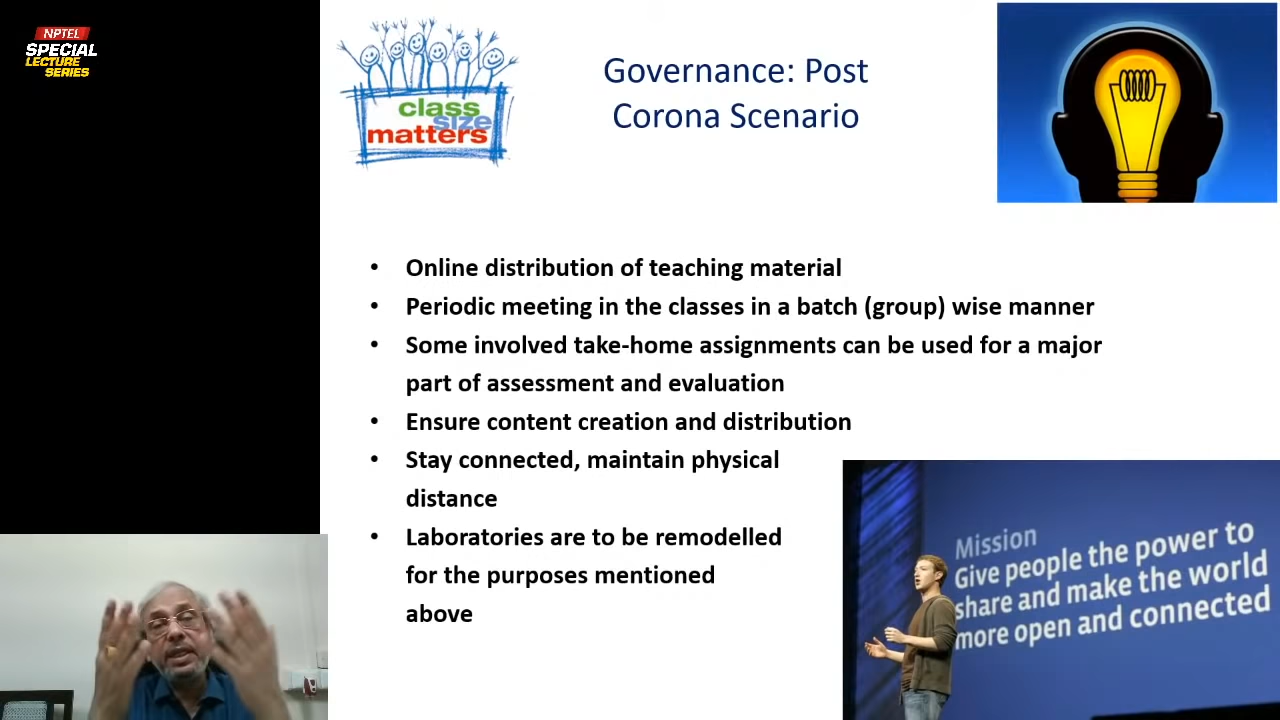 NPTEL
SPECIAL
LECTURE
SERIES
class
size
matters
Governance: Post
Corona Scenario
• Online distribution of teaching material
• Periodic meeting in the classes in a batch (group) wise manner
• Some involved take-home assignments can be used for a major
part of assessment and evaluation
• Ensure content creation and distribution
• Stay connected, maintain physical
distance
• Laboratories are to be remodelled
for the purposes mentioned
above
Mission
Give people the power to
share and make the world
more open and connected